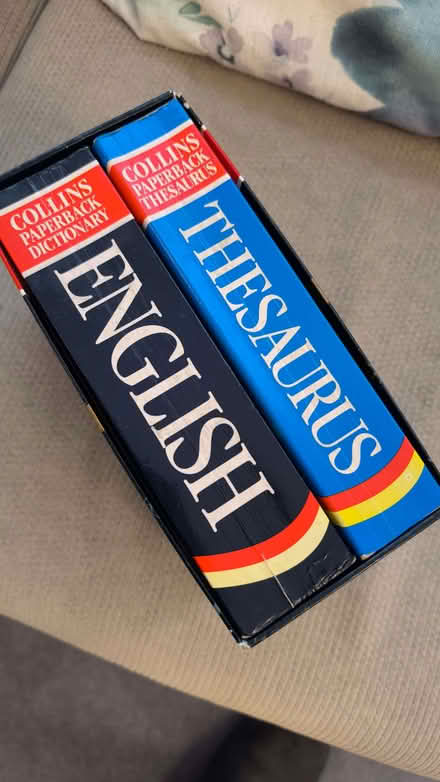 COLLINS
PAPERBACK
DICTIONARY
ENGLISH
COLLINS
PAPERBACK
THESAURUS
THESAURUS